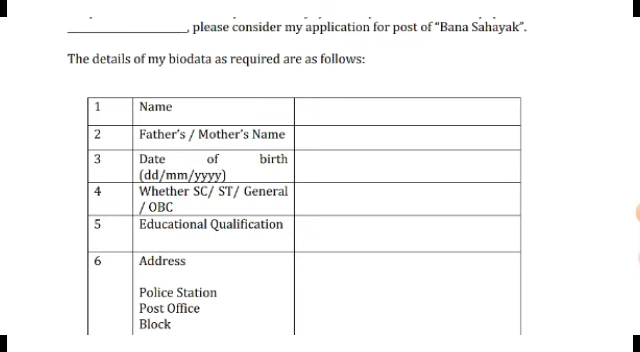 ____________________, please consider my application for post of “Bana Sahayak”.
The details of my biodata as required are as follows:
1 Name
2 Father’s / Mother’s Name
3 Date of birth
(dd/mm/yyyy)
4 Whether SC/ ST/ General
/ OBC
5 Educational Qualification
6 Address
Police Station
Post Office
Block